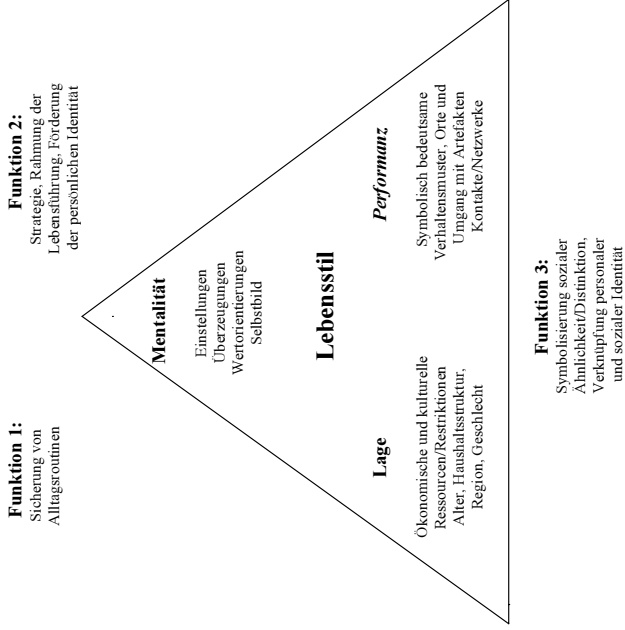 Funktion 1:
Sicherung von
Alltagsroutinen
Funktion 2:
Strategie, Rahmung der
Lebensführung, Förderung
der persönlichen Identität
Mentalität
Einstellungen
Überzeugungen
Wertorientierungen
Selbstbild
Lebensstil
Lage
Ökonomische und kulturelle
Ressourcen/Restriktionen
Alter, Haushaltsstruktur,
Region, Geschlecht
Performanz
Symbolisch bedeutsame
Verhaltensmuster, Orte und
Umgang mit Artefakten
Kontakte/Netzwerke
Funktion 3:
Symbolisierung sozialer
Ähnlichkeit/Distinktion,
Verknüpfung personaler
und sozialer Identität